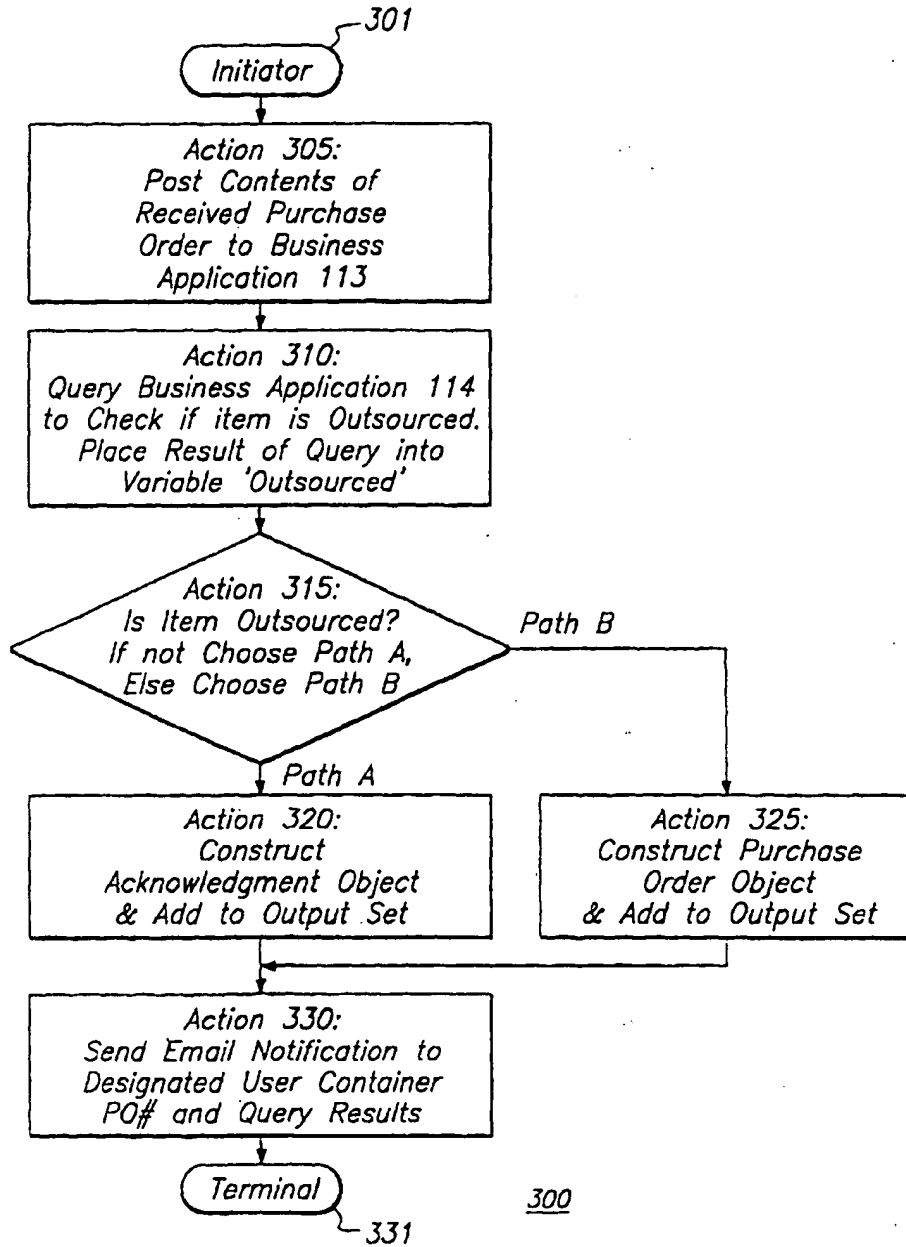 301
Initiator
Action 305:
Post Contents of
Received Purchase
Order to Business
Application 113
Action 310:
Query Business Application 114
to Check if item is Outsourced.
Place Result of Query into
Variable 'Outsourced'
Action 315:
Is Item Outsourced?
If not Choose Path A,
Else Choose Path B
Path B
Path A
Action 320:
Construct
Acknowledgment Object
& Add to Output Set
Action 325:
Construct Purchase
Order Object
& Add to Output Set
Action 330:
Send Email Notification to
Designated User Container
PO# and Query Results
Terminal
300
331